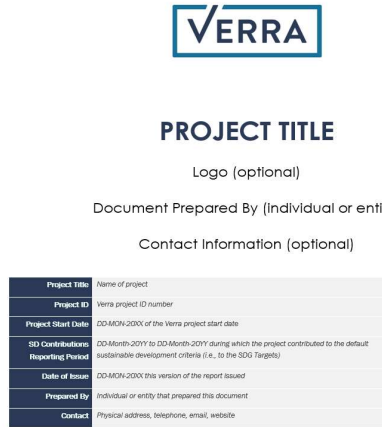 VERRA
PROJECT TITLE
Logo (optional)
Document Prepared By (individual or enti
Contact Information (optional)
Project Title Name of project
Project ID Verra project ID number
Project Start Date DD-MON-20XX of the Verra project start date
SD Contributions Reporting Period DD-Month-20YY to DD-Month-20YY during which the project contributed to the default
sustainable development criteria (i.e., to the SDG Targets)
Date of Issue DD-MON-20XX this version of the report issued
Prepared By Individual or entity that prepared this document
Contact Physical address, telephone, email, website